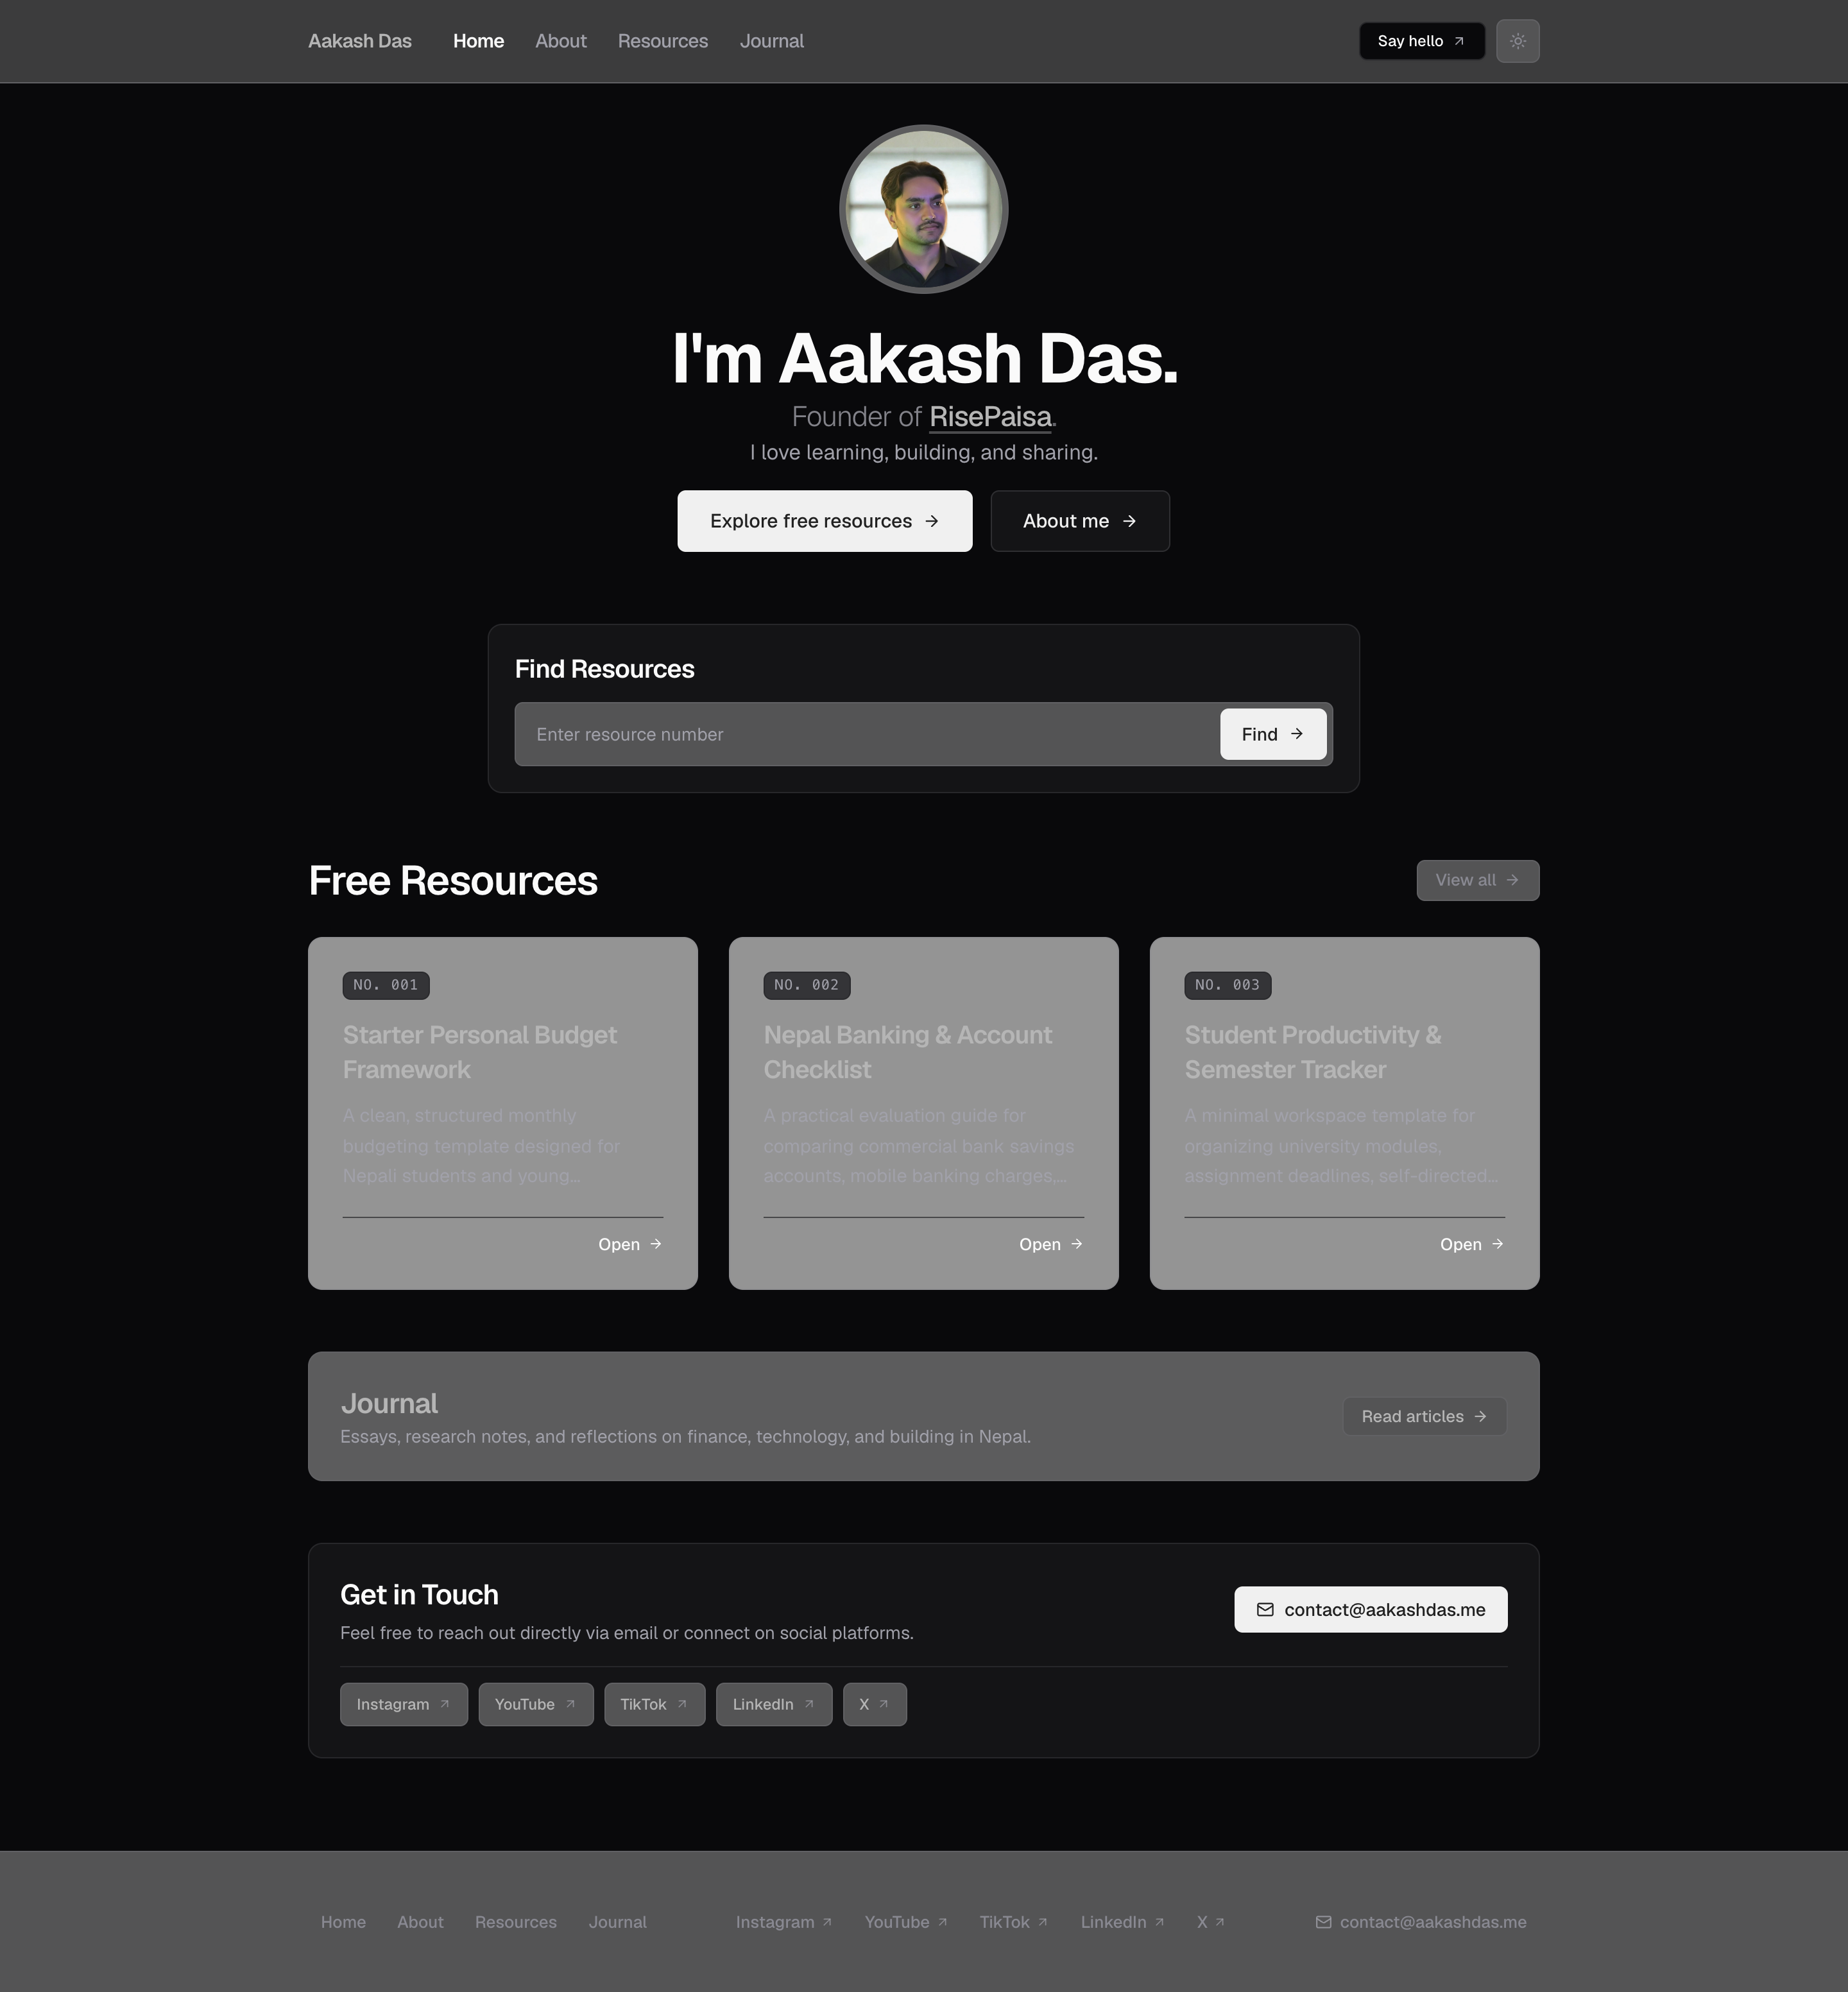 Aakash Das Home About Resources Journal Say hello
I'm Aakash Das.
Founder of RisePaisa.
I love learning, building, and sharing.
Explore free resources About me
Find Resources
Enter resource number Find
Free Resources View all
NO. 001
Starter Personal Budget
Framework
A clean, structured monthly
budgeting template designed for
Nepali students and young...
Open
NO. 002
Nepal Banking & Account
Checklist
A practical evaluation guide for
comparing commercial bank savings
accounts, mobile banking charges,...
Open
NO. 003
Student Productivity &
Semester Tracker
A minimal workspace template for
organizing university modules,
assignment deadlines, self-directed...
Open
Journal
Essays, research notes, and reflections on finance, technology, and building in Nepal.
Read articles
Get in Touch
Feel free to reach out directly via email or connect on social platforms.
contact@aakashdas.me
Instagram YouTube TikTok LinkedIn X
Home About Resources Journal Instagram YouTube TikTok LinkedIn X contact@aakashdas.me